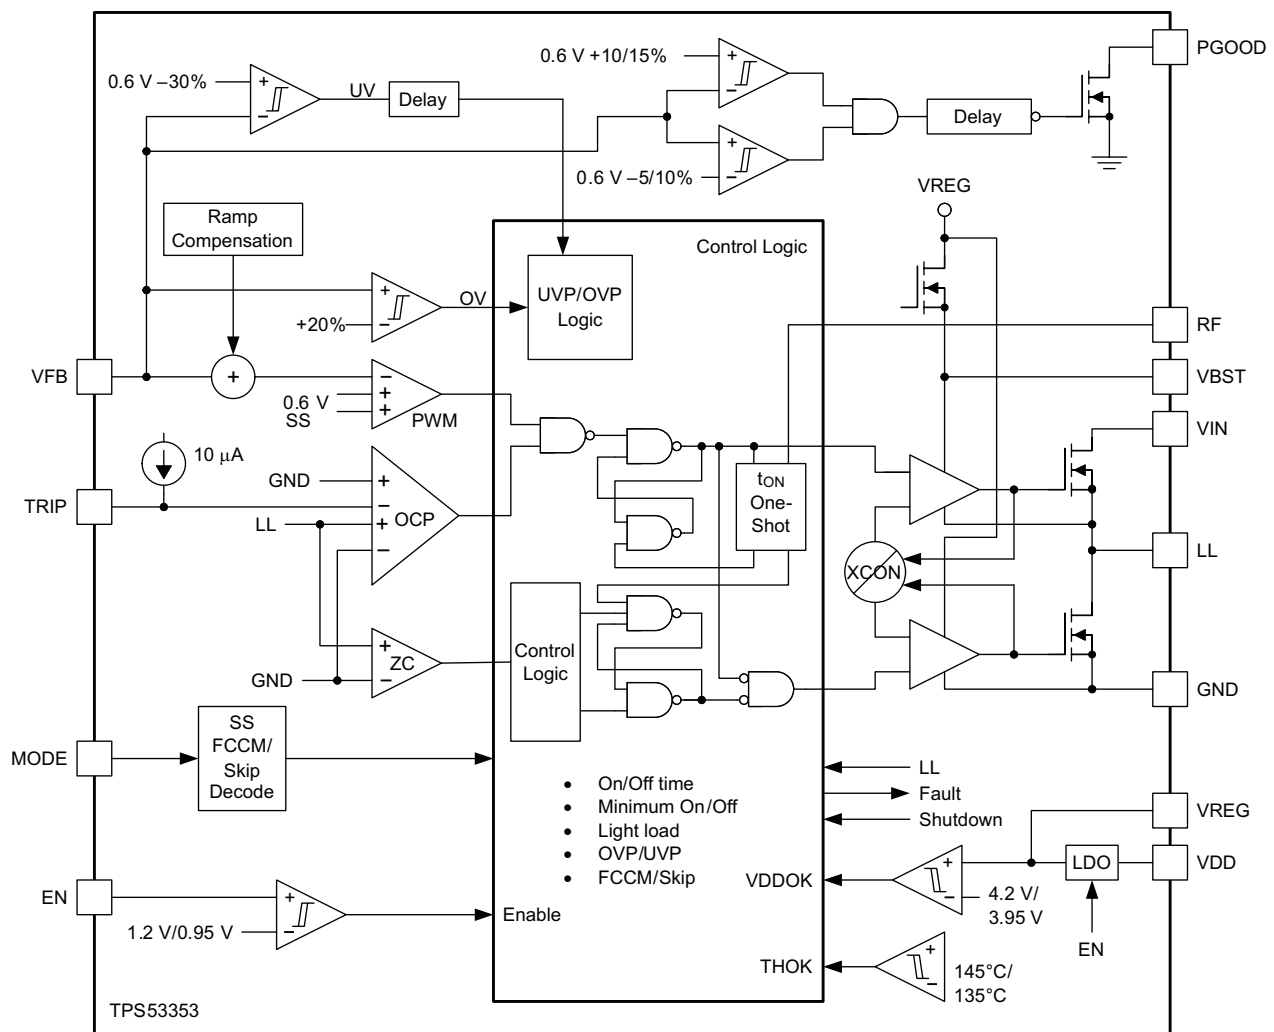 PGOOD
0.6 V +10/15%
0.6 V –30%
UV
Delay
Delay
0.6 V –5/10%
VREG
Ramp
Compensation
Control Logic
UVP/OVP
Logic
OV
+20%
RF
VFB
+
VBST
0.6 V
SS
PWM
VIN
10 µA
GND
TRIP
LL
OCP
tON
One-
Shot
XCON
LL
ZC
GND
Control
Logic
GND
MODE
SS
FCCM/
Skip
Decode
• On/Off time
• Minimum On/Off
• Light load
• OVP/UVP
• FCCM/Skip
LL
Fault
Shutdown
VREG
LDO
VDD
VDDOK
4.2 V/
3.95 V
EN
EN
1.2 V/0.95 V
Enable
THOK
145°C/
135°C
TPS53353